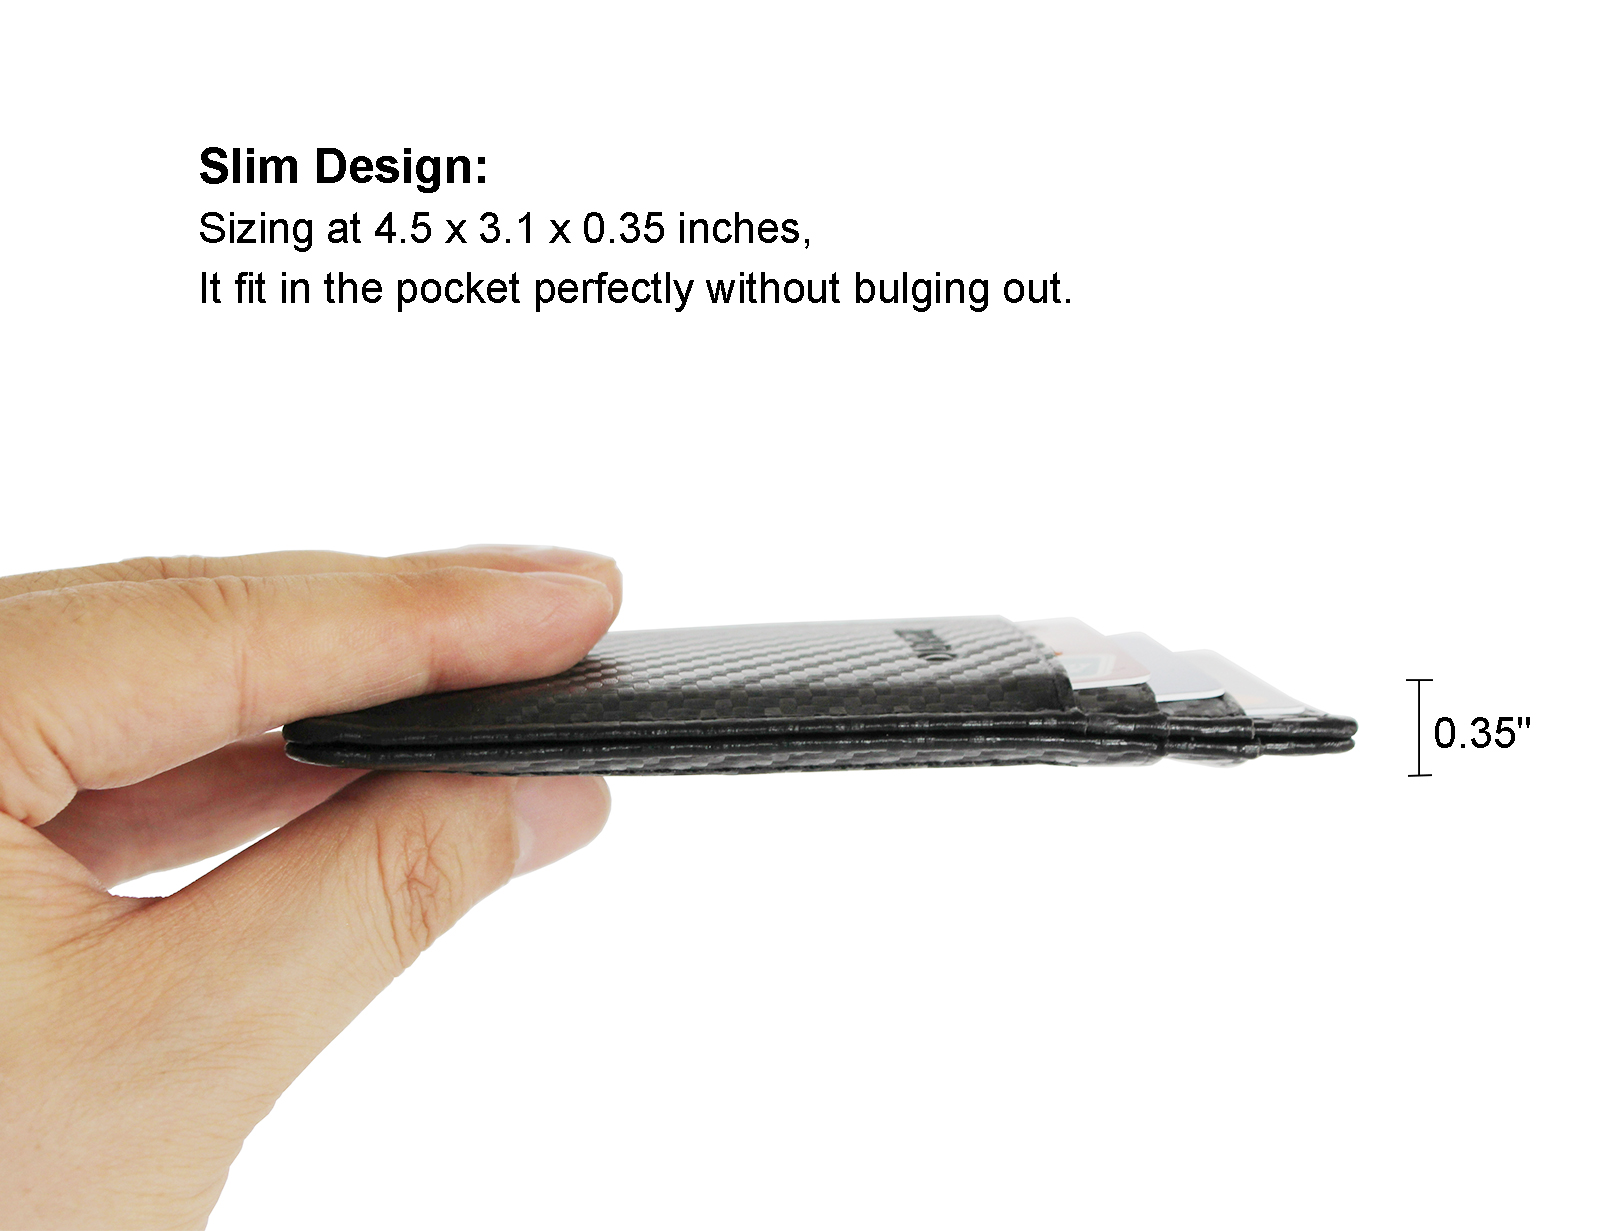 Slim Design:
Sizing at 4.5 x 3.1 x 0.35 inches,
It fit in the pocket perfectly without bulging out.
0.35"